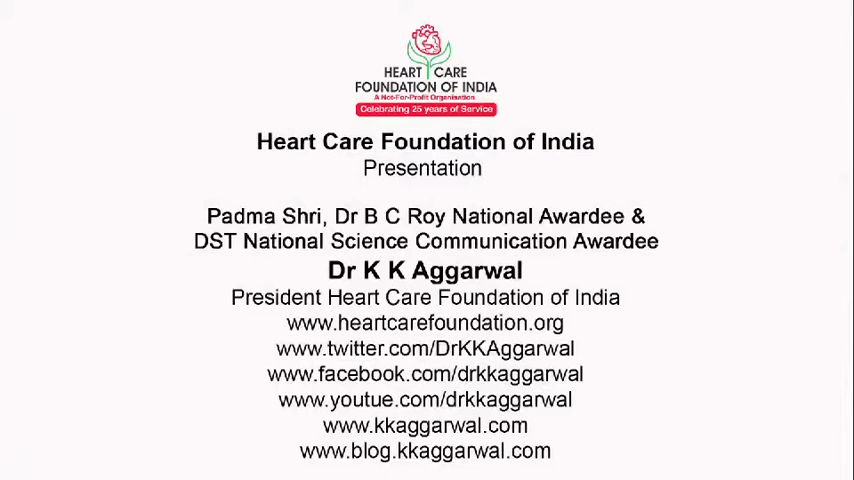 HEART CARE
FOUNDATION OF INDIA
A Not-For-Profit Organisation
Celebrating 25 years of Service
Heart Care Foundation of India
Presentation
Padma Shri, Dr B C Roy National Awardee &
DST National Science Communication Awardee
Dr K K Aggarwal
President Heart Care Foundation of India
www.heartcarefoundation.org
www.twitter.com/DrKKAggarwal
www.facebook.com/drkkaggarwal
www.youtue.com/drkkaggarwal
www.kkaggarwal.com
www.blog.kkaggarwal.com